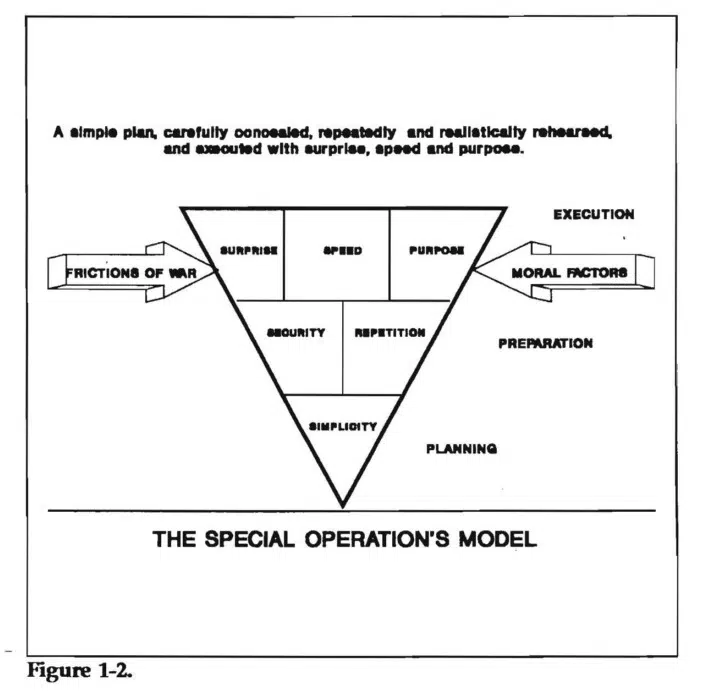 A simple plan, carefully concealed, repeatedly and realistically rehearsed,
and executed with surprise, speed and purpose.
EXECUTION
SURPRISE
SPEED
PURPOSE
FRICTIONS OF WAR
MORAL FACTORS
SECURITY
REPETITION
PREPARATION
SIMPLICITY
PLANNING
THE SPECIAL OPERATION'S MODEL
Figure 1-2.